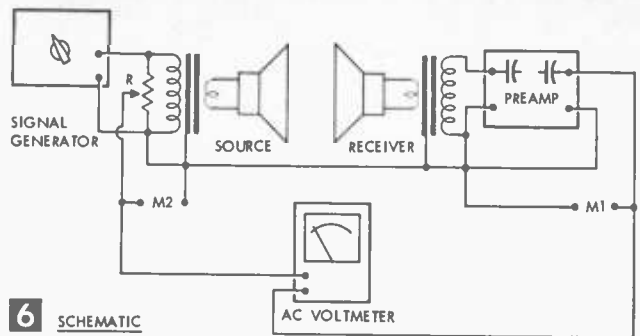 R
SIGNAL
GENERATOR
SOURCE
RECEIVER
PREAMP
M2
M1
6 SCHEMATIC
AC VOLTMETER